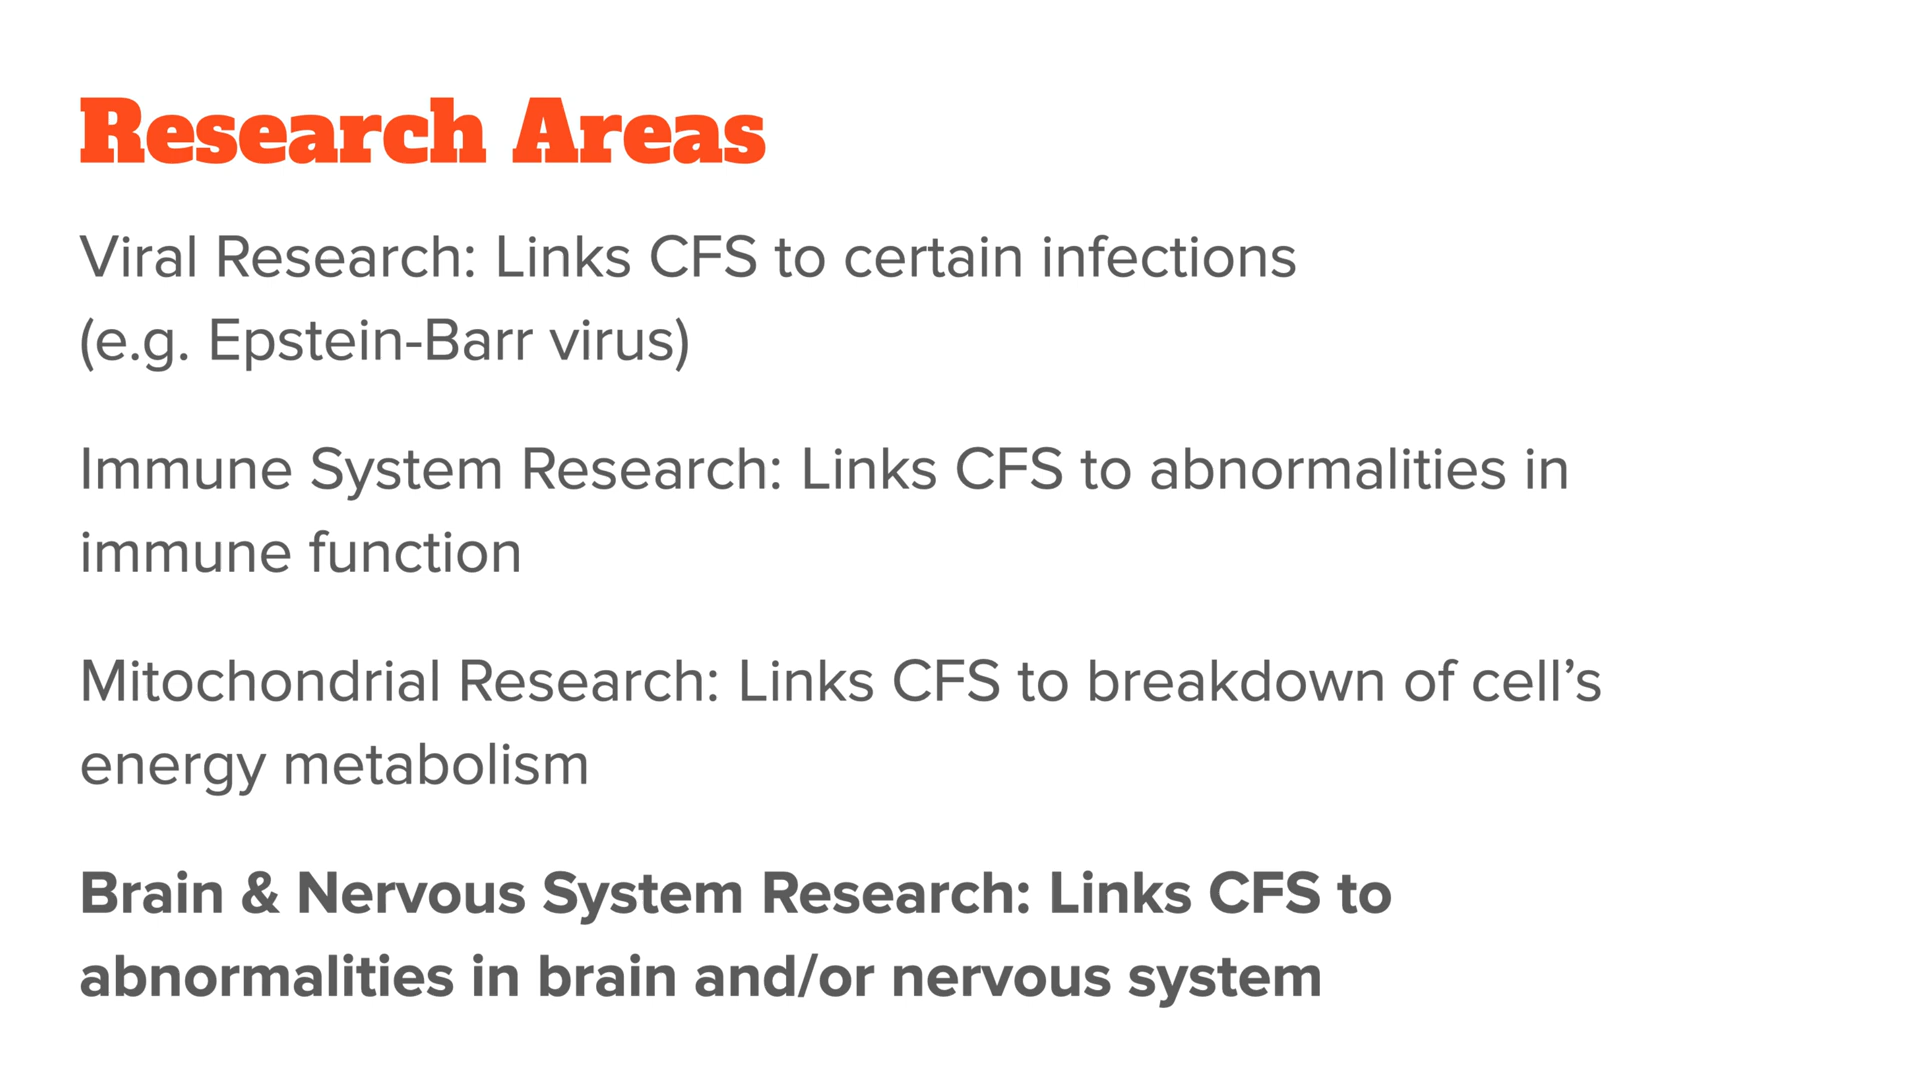 Research Areas
Viral Research: Links CFS to certain infections
(e.g. Epstein-Barr virus)
Immune System Research: Links CFS to abnormalities in
immune function
Mitochondrial Research: Links CFS to breakdown of cell’s
energy metabolism
Brain & Nervous System Research: Links CFS to
abnormalities in brain and/or nervous system